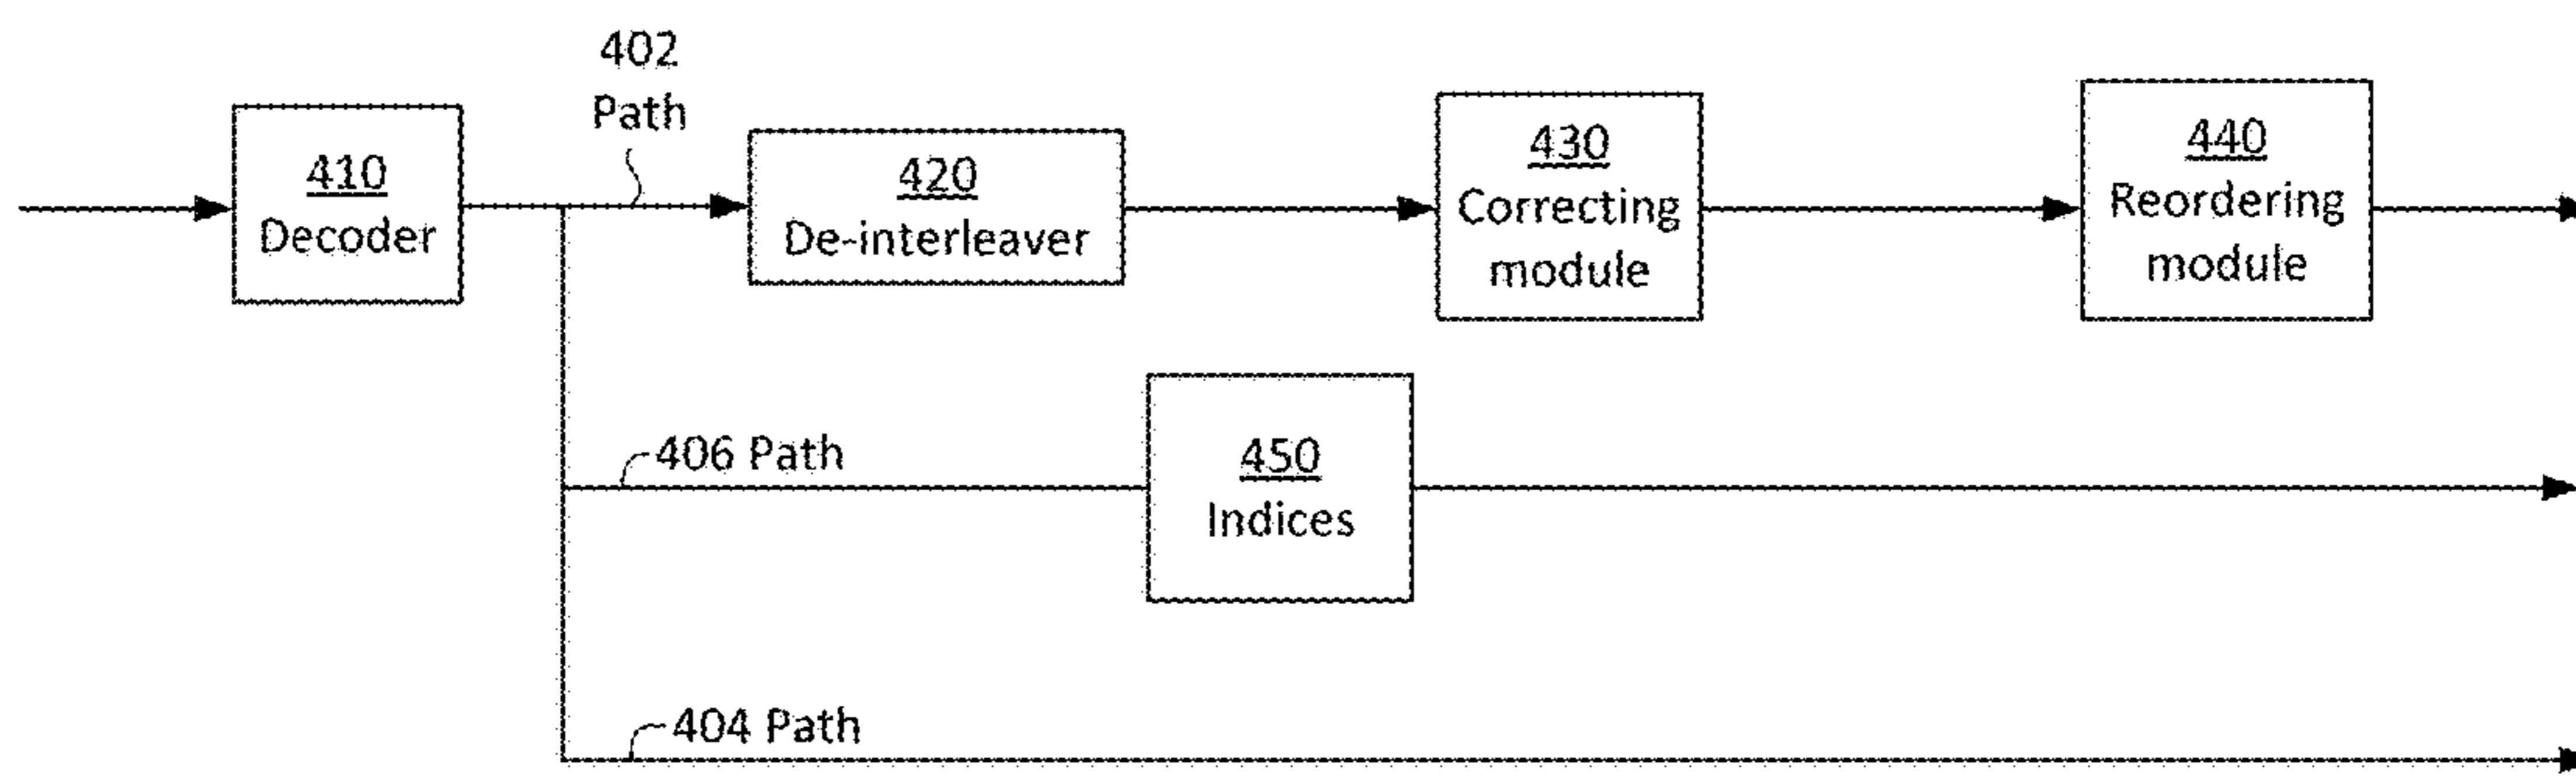 402
Path
410
Decoder
420
De-interleaver
430
Correcting
module
440
Reordering
module
406 Path
450
Indices
404 Path